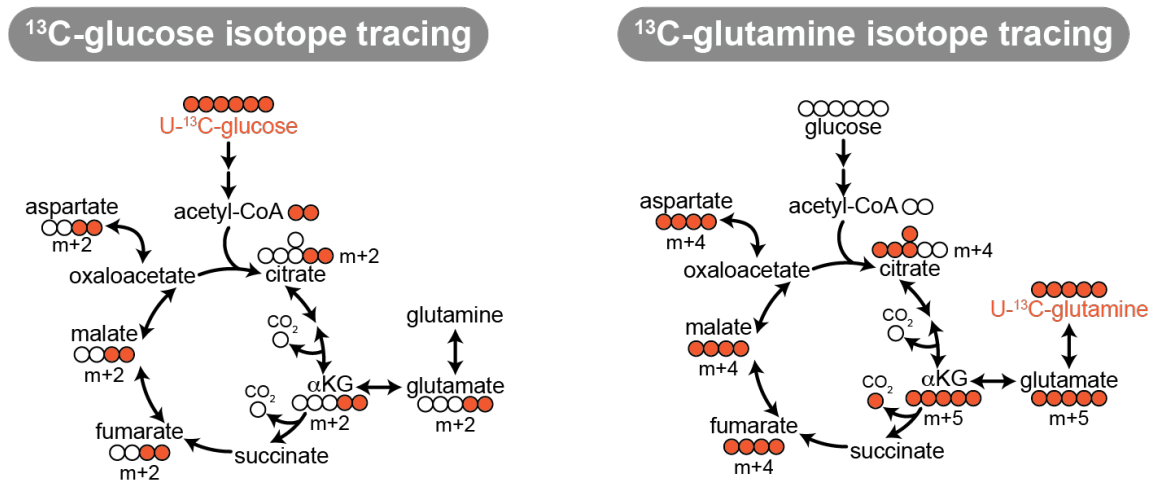 ¹³C-glucose isotope tracing
U-¹³C-glucose
acetyl-CoA
aspartate
m+2
oxaloacetate
citrate
m+2
malate
m+2
CO₂
glutamine
αKG
m+2
glutamate
m+2
CO₂
fumarate
m+2
succinate
¹³C-glutamine isotope tracing
glucose
acetyl-CoA
aspartate
m+4
oxaloacetate
citrate
m+4
U-¹³C-glutamine
malate
m+4
CO₂
αKG
m+5
glutamate
m+5
CO₂
fumarate
m+4
succinate